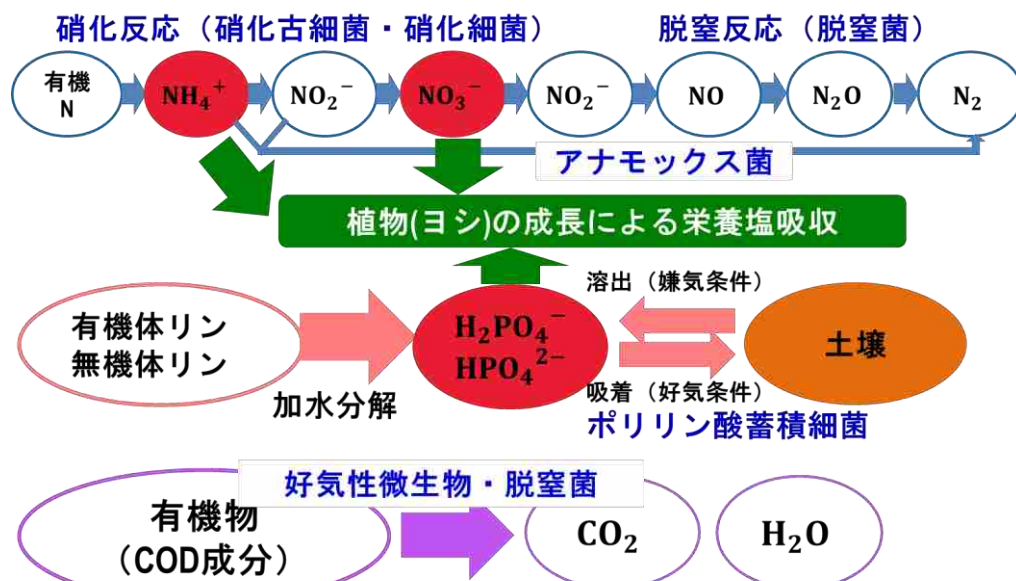 硝化反応（硝化古細菌・硝化細菌）
脱窒反応（脱窒菌）
有機
N
NH₄⁺
NO₂⁻
NO₃⁻
NO₂⁻
NO
N₂O
N₂
アナモックス菌
植物(ヨシ)の成長による栄養塩吸収
有機体リン
無機体リン
加水分解
H₂PO₄⁻
HPO₄²⁻
溶出（嫌気条件）
吸着（好気条件）
ポリリン酸蓄積細菌
土壌
好気性微生物・脱窒菌
有機物
（COD成分）
CO₂
H₂O